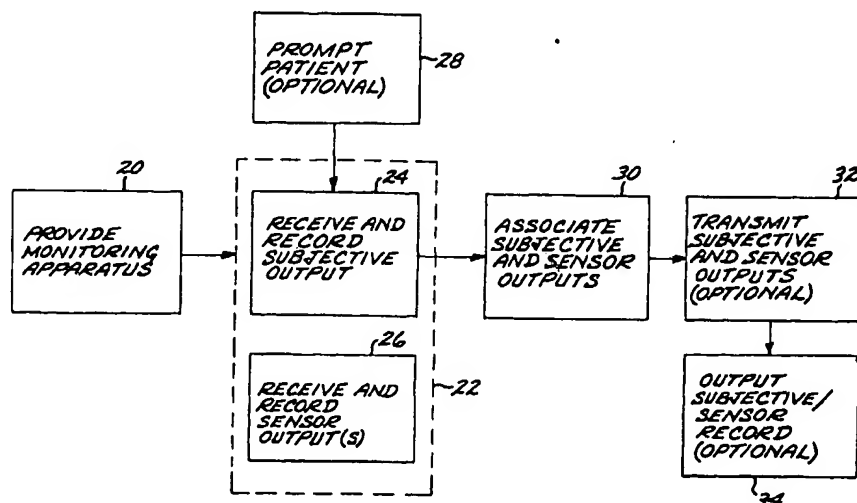 PROMPT
PATIENT
(OPTIONAL)
28
20
PROVIDE
MONITORING
APPARATUS
24
RECEIVE AND
RECORD
SUBJECTIVE
OUTPUT
26
RECEIVE AND
RECORD
SENSOR
OUTPUT(S)
22
30
ASSOCIATE
SUBJECTIVE
AND SENSOR
OUTPUTS
32
TRANSMIT
SUBJECTIVE
AND SENSOR
OUTPUTS
(OPTIONAL)
OUTPUT
SUBJECTIVE/
SENSOR
RECORD
(OPTIONAL)
34